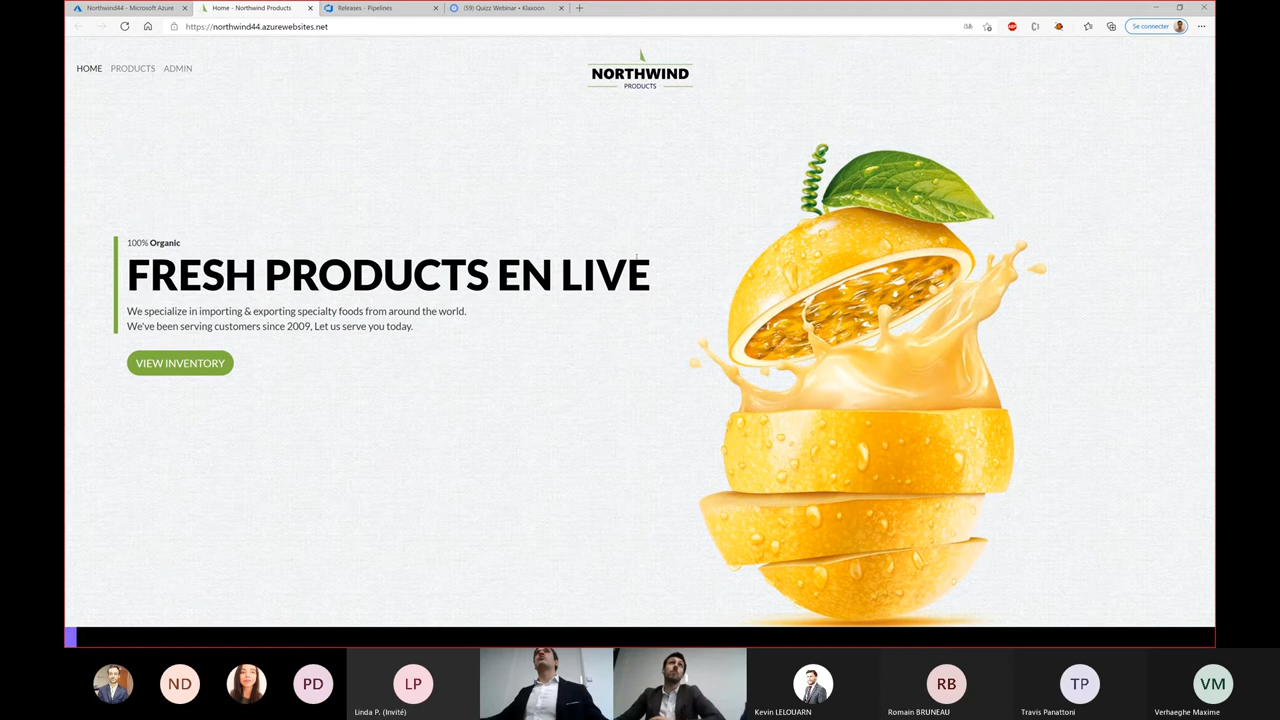 Northwind44 - Microsoft Azure
Home - Northwind Products
Releases - Pipelines
(59) Quizz Webinar • Klaxoon
https://northwind44.azurewebsites.net
Se connecter
HOME PRODUCTS ADMIN
NORTHWIND
PRODUCTS
100% Organic
FRESH PRODUCTS EN LIVE
We specialize in importing & exporting specialty foods from around the world.
We've been serving customers since 2009, Let us serve you today.
VIEW INVENTORY
ND
PD
LP
RB
TP
VM
Linda P. (Invité)
Kevin LELOUARN
Romain BRUNEAU
Travis Panattoni
Verhaeghe Maxime